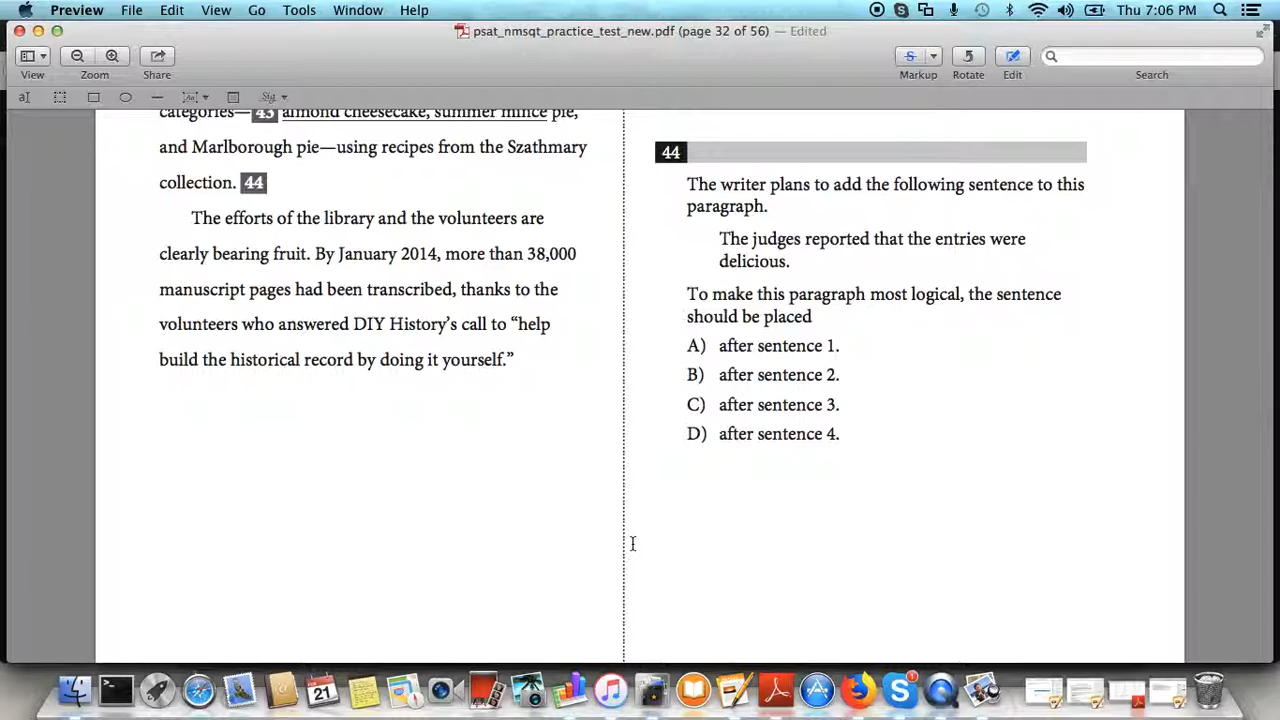 Preview File Edit View Go Tools Window Help Thu 7:06 PM
psat_nmsqt_practice_test_new.pdf (page 32 of 56) — Edited
View Zoom Share Markup Rotate Edit Search
categories—43 almond cheesecake, summer mince pie,
and Marlborough pie—using recipes from the Szathmary
collection. 44
The efforts of the library and the volunteers are
clearly bearing fruit. By January 2014, more than 38,000
manuscript pages had been transcribed, thanks to the
volunteers who answered DIY History’s call to “help
build the historical record by doing it yourself.”
44
The writer plans to add the following sentence to this
paragraph.
The judges reported that the entries were
delicious.
To make this paragraph most logical, the sentence
should be placed
A) after sentence 1.
B) after sentence 2.
C) after sentence 3.
D) after sentence 4.